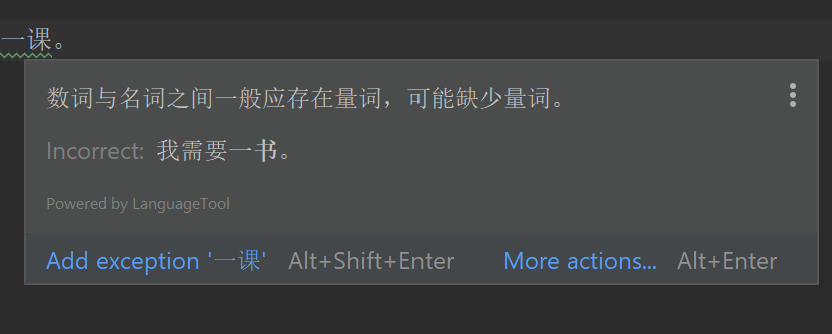 一课。
数词与名词之间一般应存在量词，可能缺少量词。
Incorrect: 我需要一书。
Powered by LanguageTool
Add exception '一课' Alt+Shift+Enter More actions... Alt+Enter